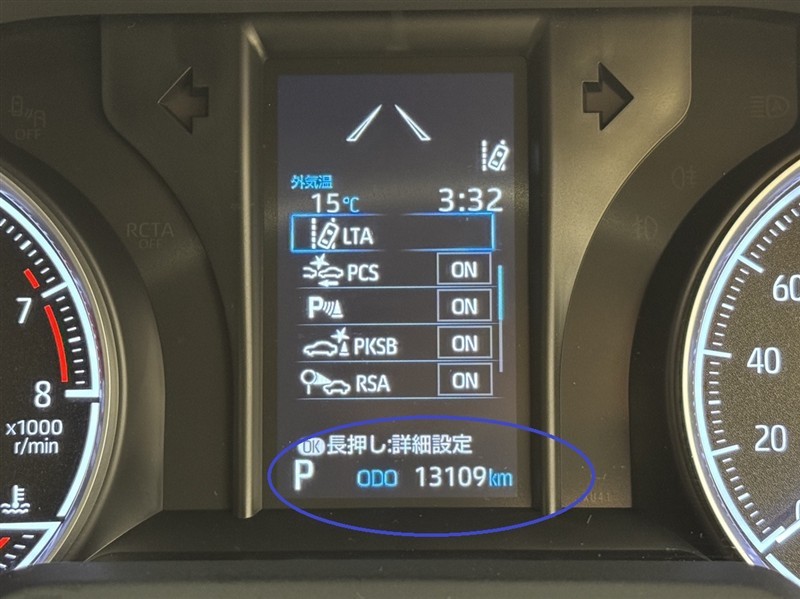 OFF
外気温
15℃ 3:32
RCTA
OFF
LTA
PCS ON
P ON
PKSB ON
RSA ON
OK 長押し:詳細設定
P ODO 13109km
7
8
x1000
r/min
60
40
20